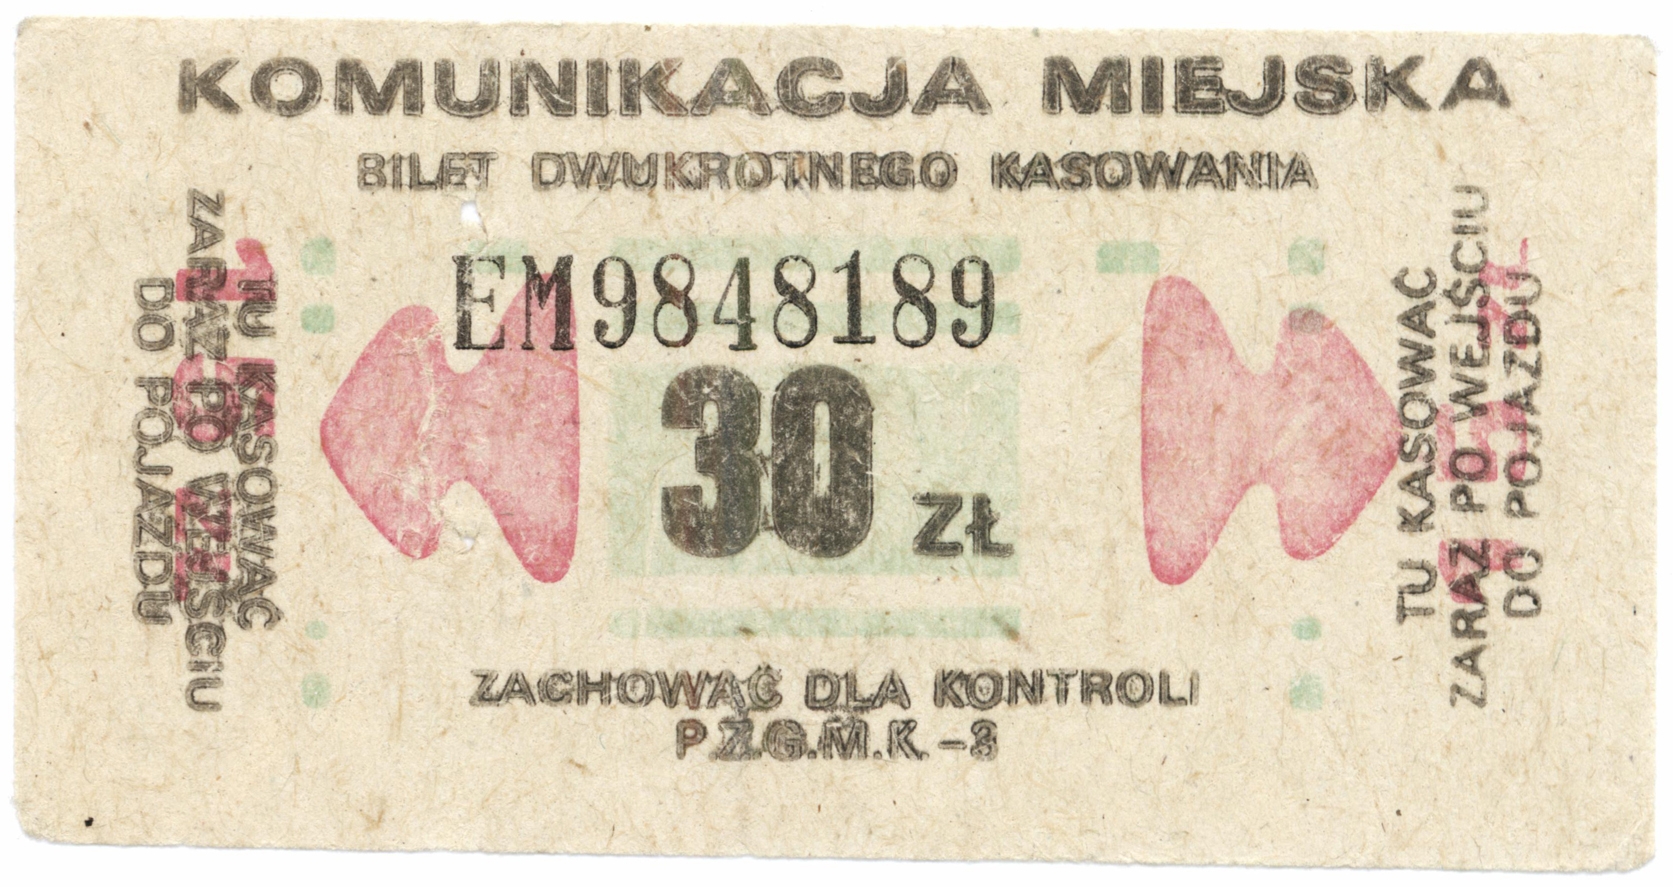 KOMUNIKACJA MIEJSKA
BILET DWUKROTNEGO KASOWANIA
EM9848189
30 ZŁ
ZACHOWAĆ DLA KONTROLI
P.Z.G.M.K. -3
TU KASOWAĆ
ZARAZ PO WEJŚCIU
DO POJAZDU
TU KASOWAĆ
ZARAZ PO WEJŚCIU
DO POJAZDU